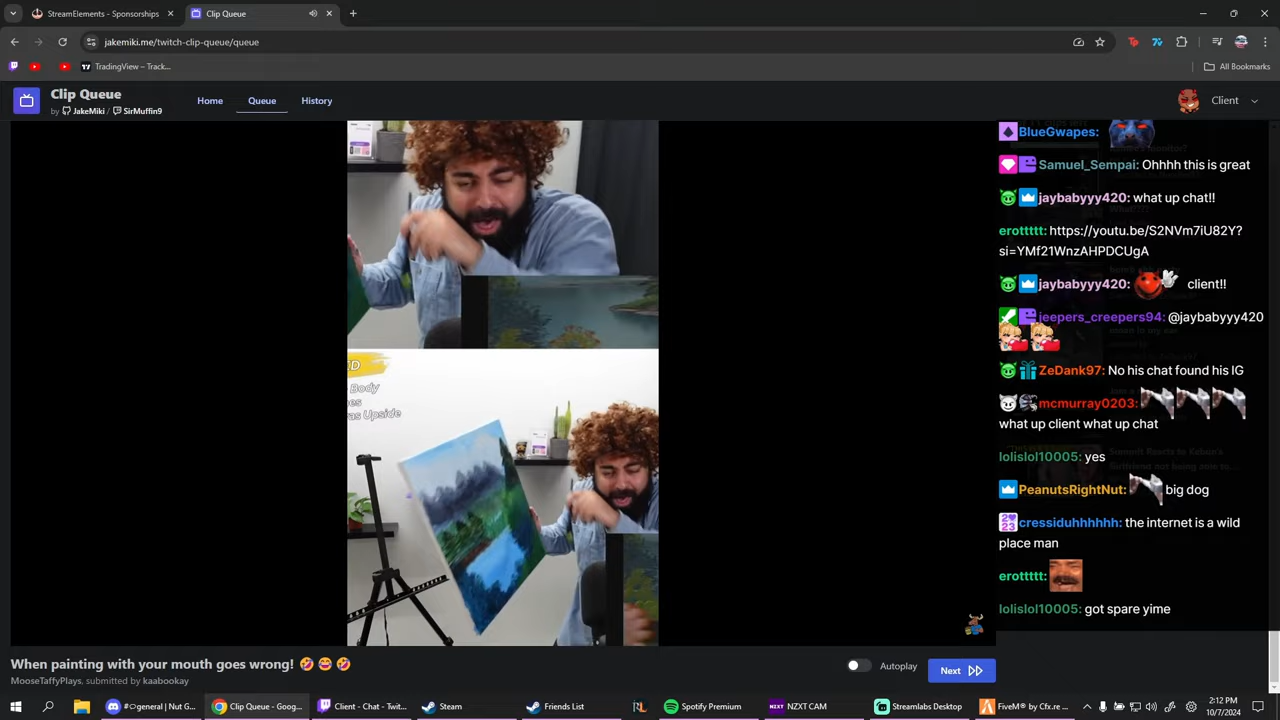 StreamElements - Sponsorships
Clip Queue
jakemiki.me/twitch-clip-queue/queue
TradingView – Track...
All Bookmarks
Clip Queue
by JakeMiki / SirMuffin9
Home
Queue
History
Client
BlueGwapes:
Samuel_Sempai: Ohhhh this is great
jaybabyyy420: what up chat!!
erottttt: https://youtu.be/S2NVm7iU82Y?
si=YMf21WnzAHPDCUgA
jaybabyyy420: client!!
jeepers_creepers94: @jaybabyyy420
ZeDank97: No his chat found his IG
mcmurray0203:
what up client what up chat
lolislol10005: yes
PeanutsRightNut: big dog
cressiduhhhhhh: the internet is a wild
place man
erottttt:
lolislol10005: got spare yime
Body
as Upside
When painting with your mouth goes wrong! 🤣😂🤣
MooseTaffyPlays, submitted by kaabookay
Autoplay
Next
#general | Nut G...
Clip Queue - Goog...
Client - Chat - Twit...
Steam
Friends List
Spotify Premium
NZXT CAM
Streamlabs Desktop
FiveM® by Cfx.re ...
2:12 PM
10/7/2024